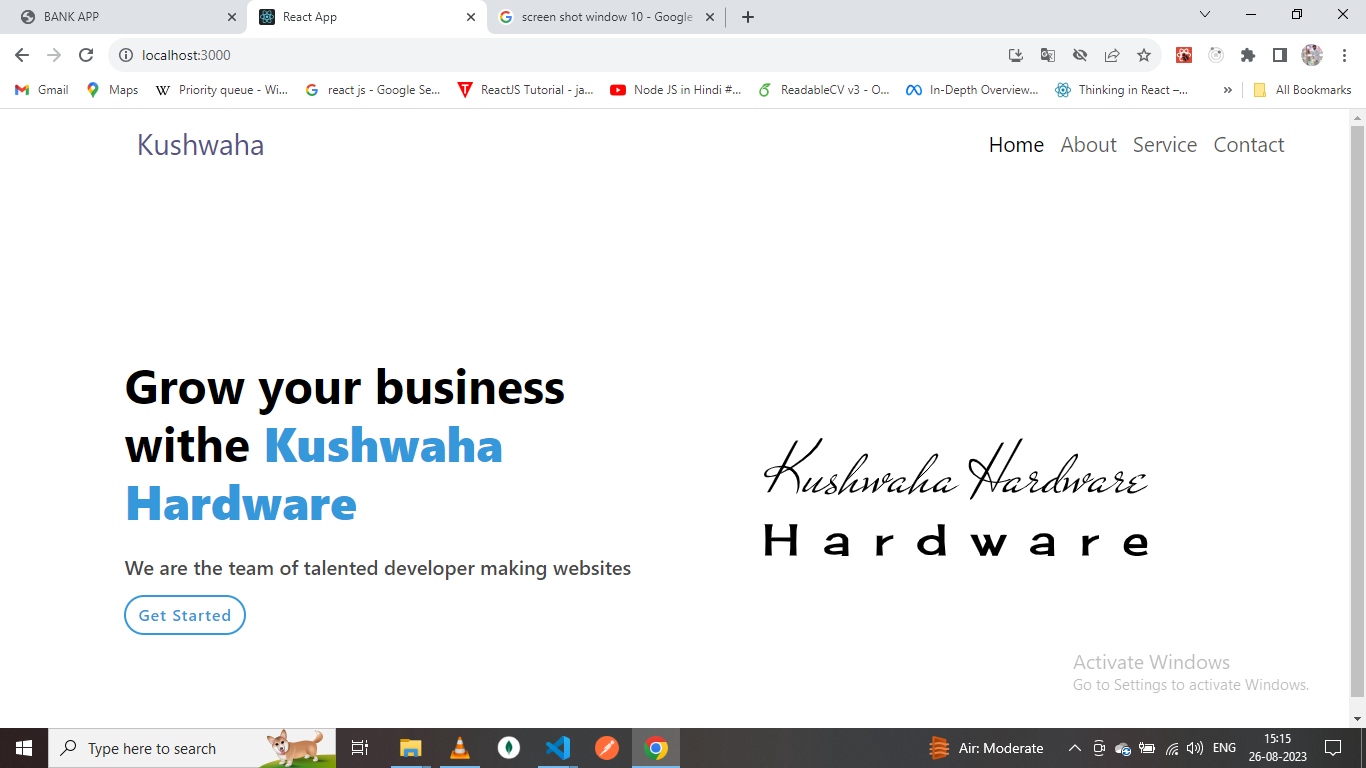 BANK APP
React App
screen shot window 10 - Google
localhost:3000
Gmail
Maps
Priority queue - Wi...
react js - Google Se...
ReactJS Tutorial - ja...
Node JS in Hindi #...
ReadableCV v3 - O...
In-Depth Overview...
Thinking in React –...
»
All Bookmarks
Kushwaha
Home
About
Service
Contact
Grow your business
withe Kushwaha
Hardware
We are the team of talented developer making websites
Get Started
Kushwaha Hardware
Hardware
Activate Windows
Go to Settings to activate Windows.
Type here to search
Air: Moderate
ENG
15:15
26-08-2023